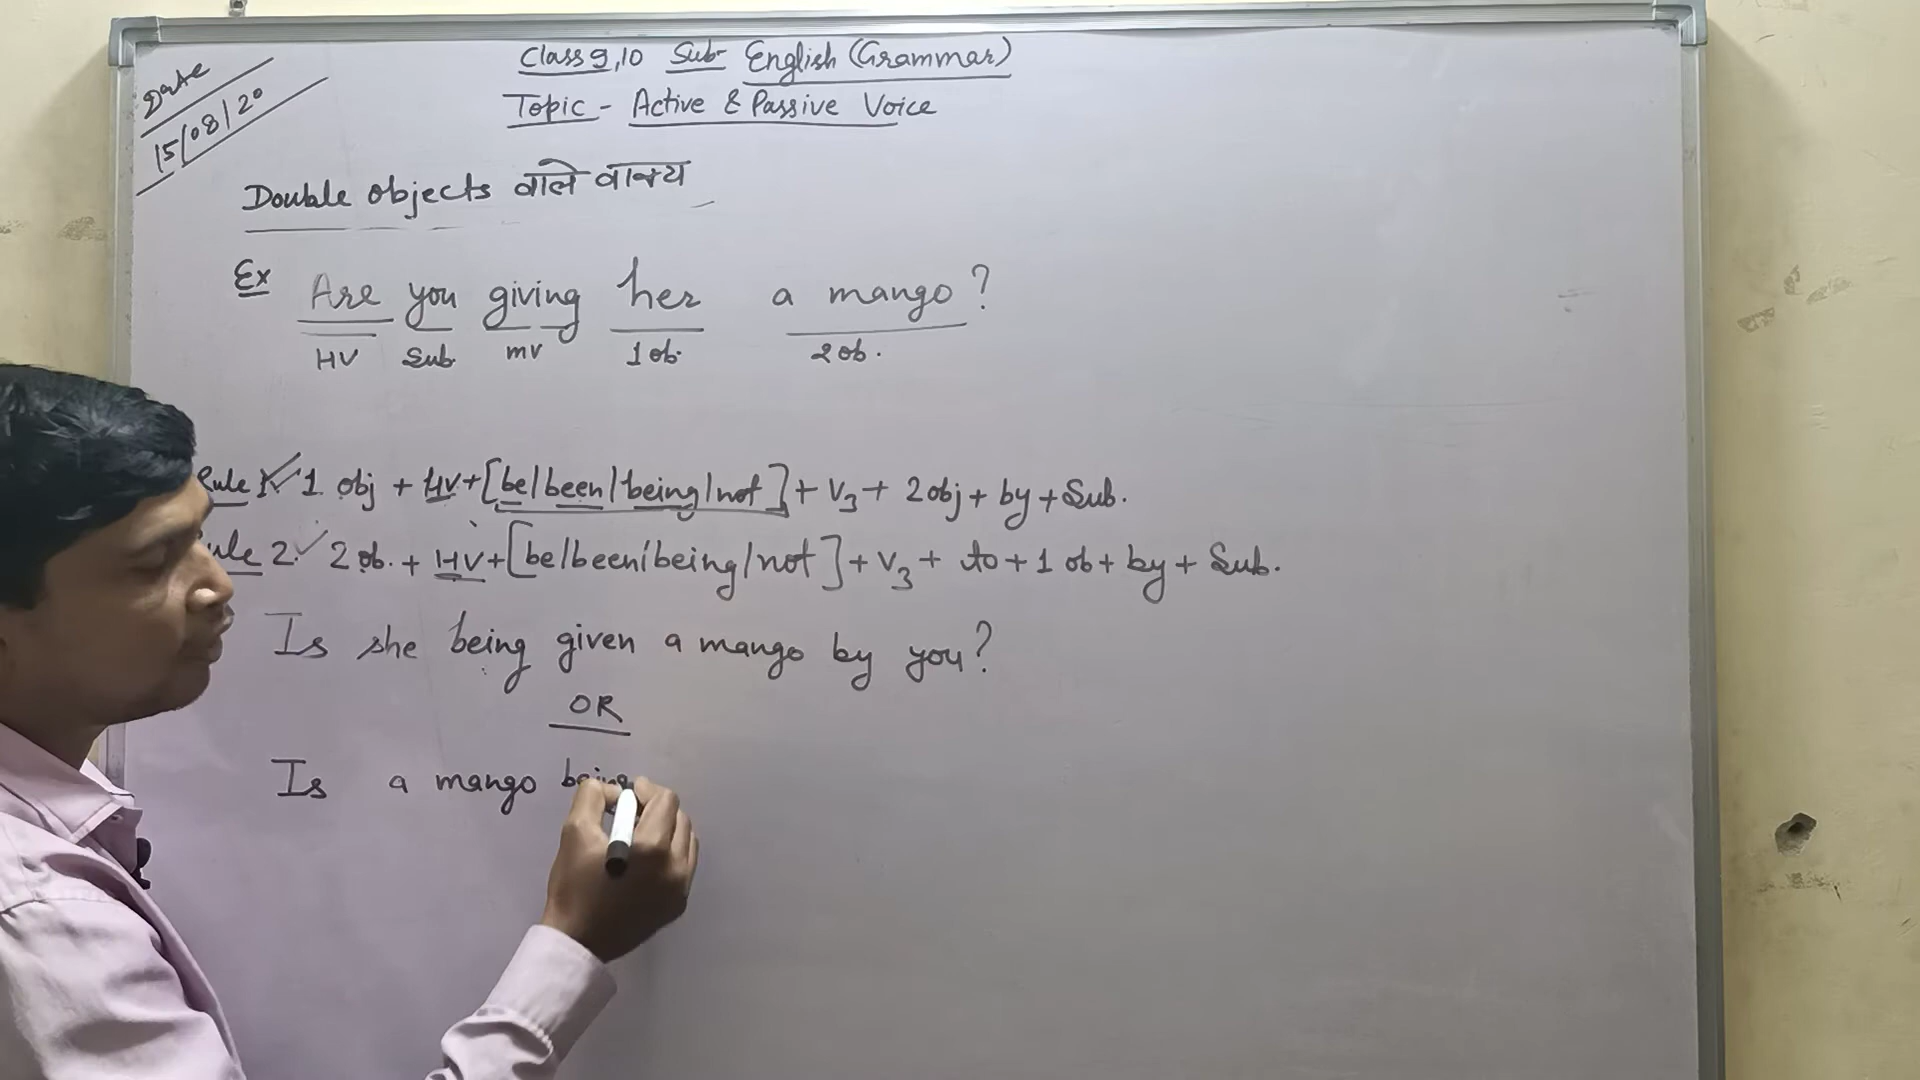 Date
15/08/20
Class 9,10 Sub- English (Grammar)
Topic - Active & Passive Voice
Double objects वाले वाक्य
Ex Are you giving her a mango?
HV Sub. mv 1 ob. 2 ob.
Rule 1. 1 obj + HV+[be/been/being/not]+ V3+ 2obj+ by+Sub.
Rule 2. 2 ob. + HV+[be/been/being/not]+V3+ to+1 ob+ by+ Sub.
Is she being given a mango by you?
OR
Is a mango being